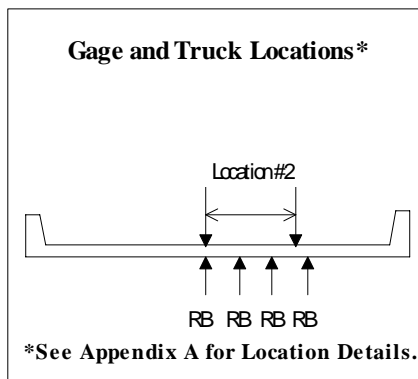 Gage and Truck Locations*
Location #2
RB RB RB RB
*See Appendix A for Location Details.